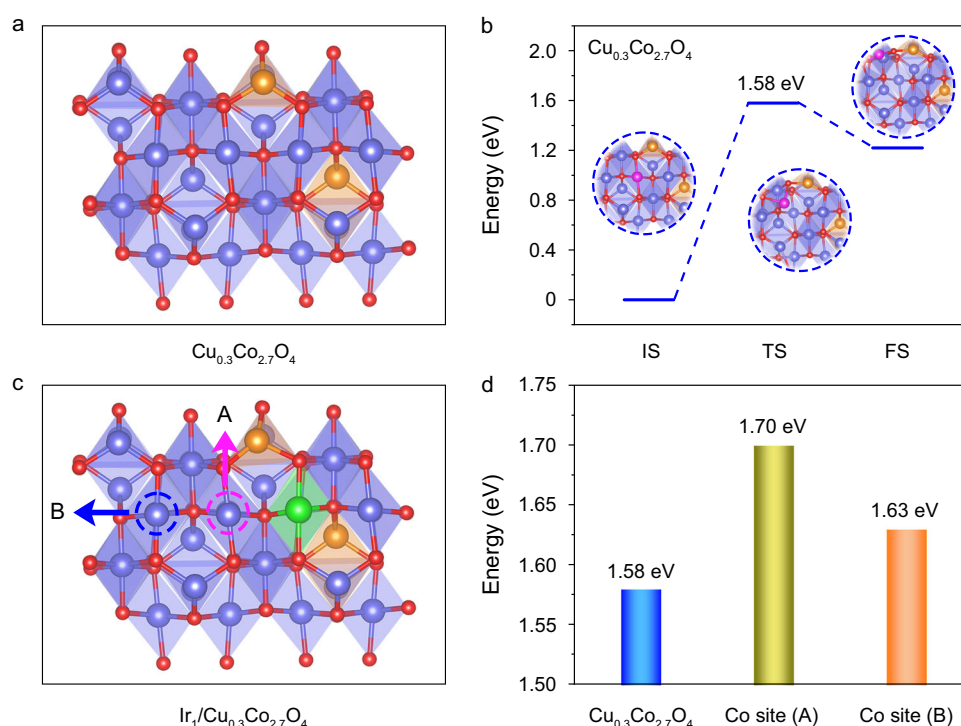 a
Cu0.3Co2.7O4
b
Cu0.3Co2.7O4
1.58 eV
Energy (eV)
2.0
1.6
1.2
0.8
0.4
0
IS TS FS
c
A
B
Ir1/Cu0.3Co2.7O4
d
Energy (eV)
1.75
1.70
1.65
1.60
1.55
1.50
1.58 eV
1.70 eV
1.63 eV
Cu0.3Co2.7O4 Co site (A) Co site (B)